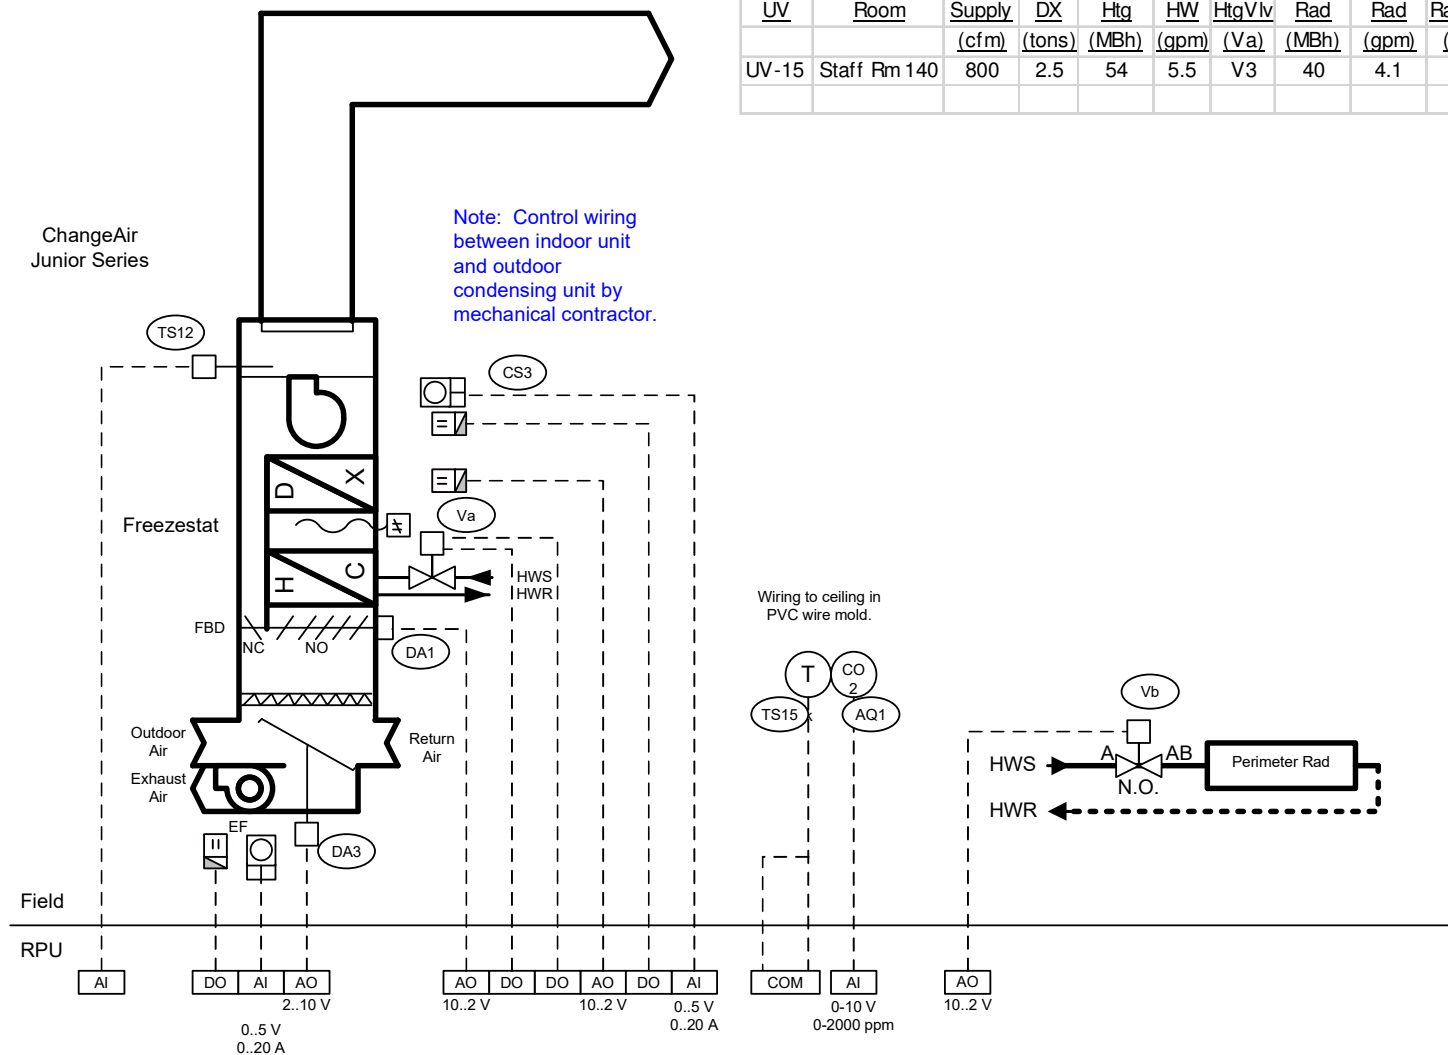 UV Room Supply DX Htg HW HtgVlv Rad Rad
(cfm) (tons) (MBh) (gpm) (Va) (MBh) (gpm)
UV-15 Staff Rm 140 800 2.5 54 5.5 V3 40 4.1
ChangeAir
Junior Series
Note: Control wiring
between indoor unit
and outdoor
condensing unit by
mechanical contractor.
TS12
CS3
D X
Freezestat
Va
H C
HWS
HWR
FBD
NC NO
DA1
Wiring to ceiling in
PVC wire mold.
T CO
2
TS15 AQ1
Outdoor
Air
Return
Air
Exhaust
Air
EF
DA3
Vb
HWS A AB Perimeter Rad
N.O.
HWR
Field
RPU
AI DO AI AO AO DO DO AO DO AI COM AI AO
2..10 V 10..2 V 10..2 V 0..5 V 0-10 V 10..2 V
0..20 A 0-2000 ppm
0..5 V
0..20 A